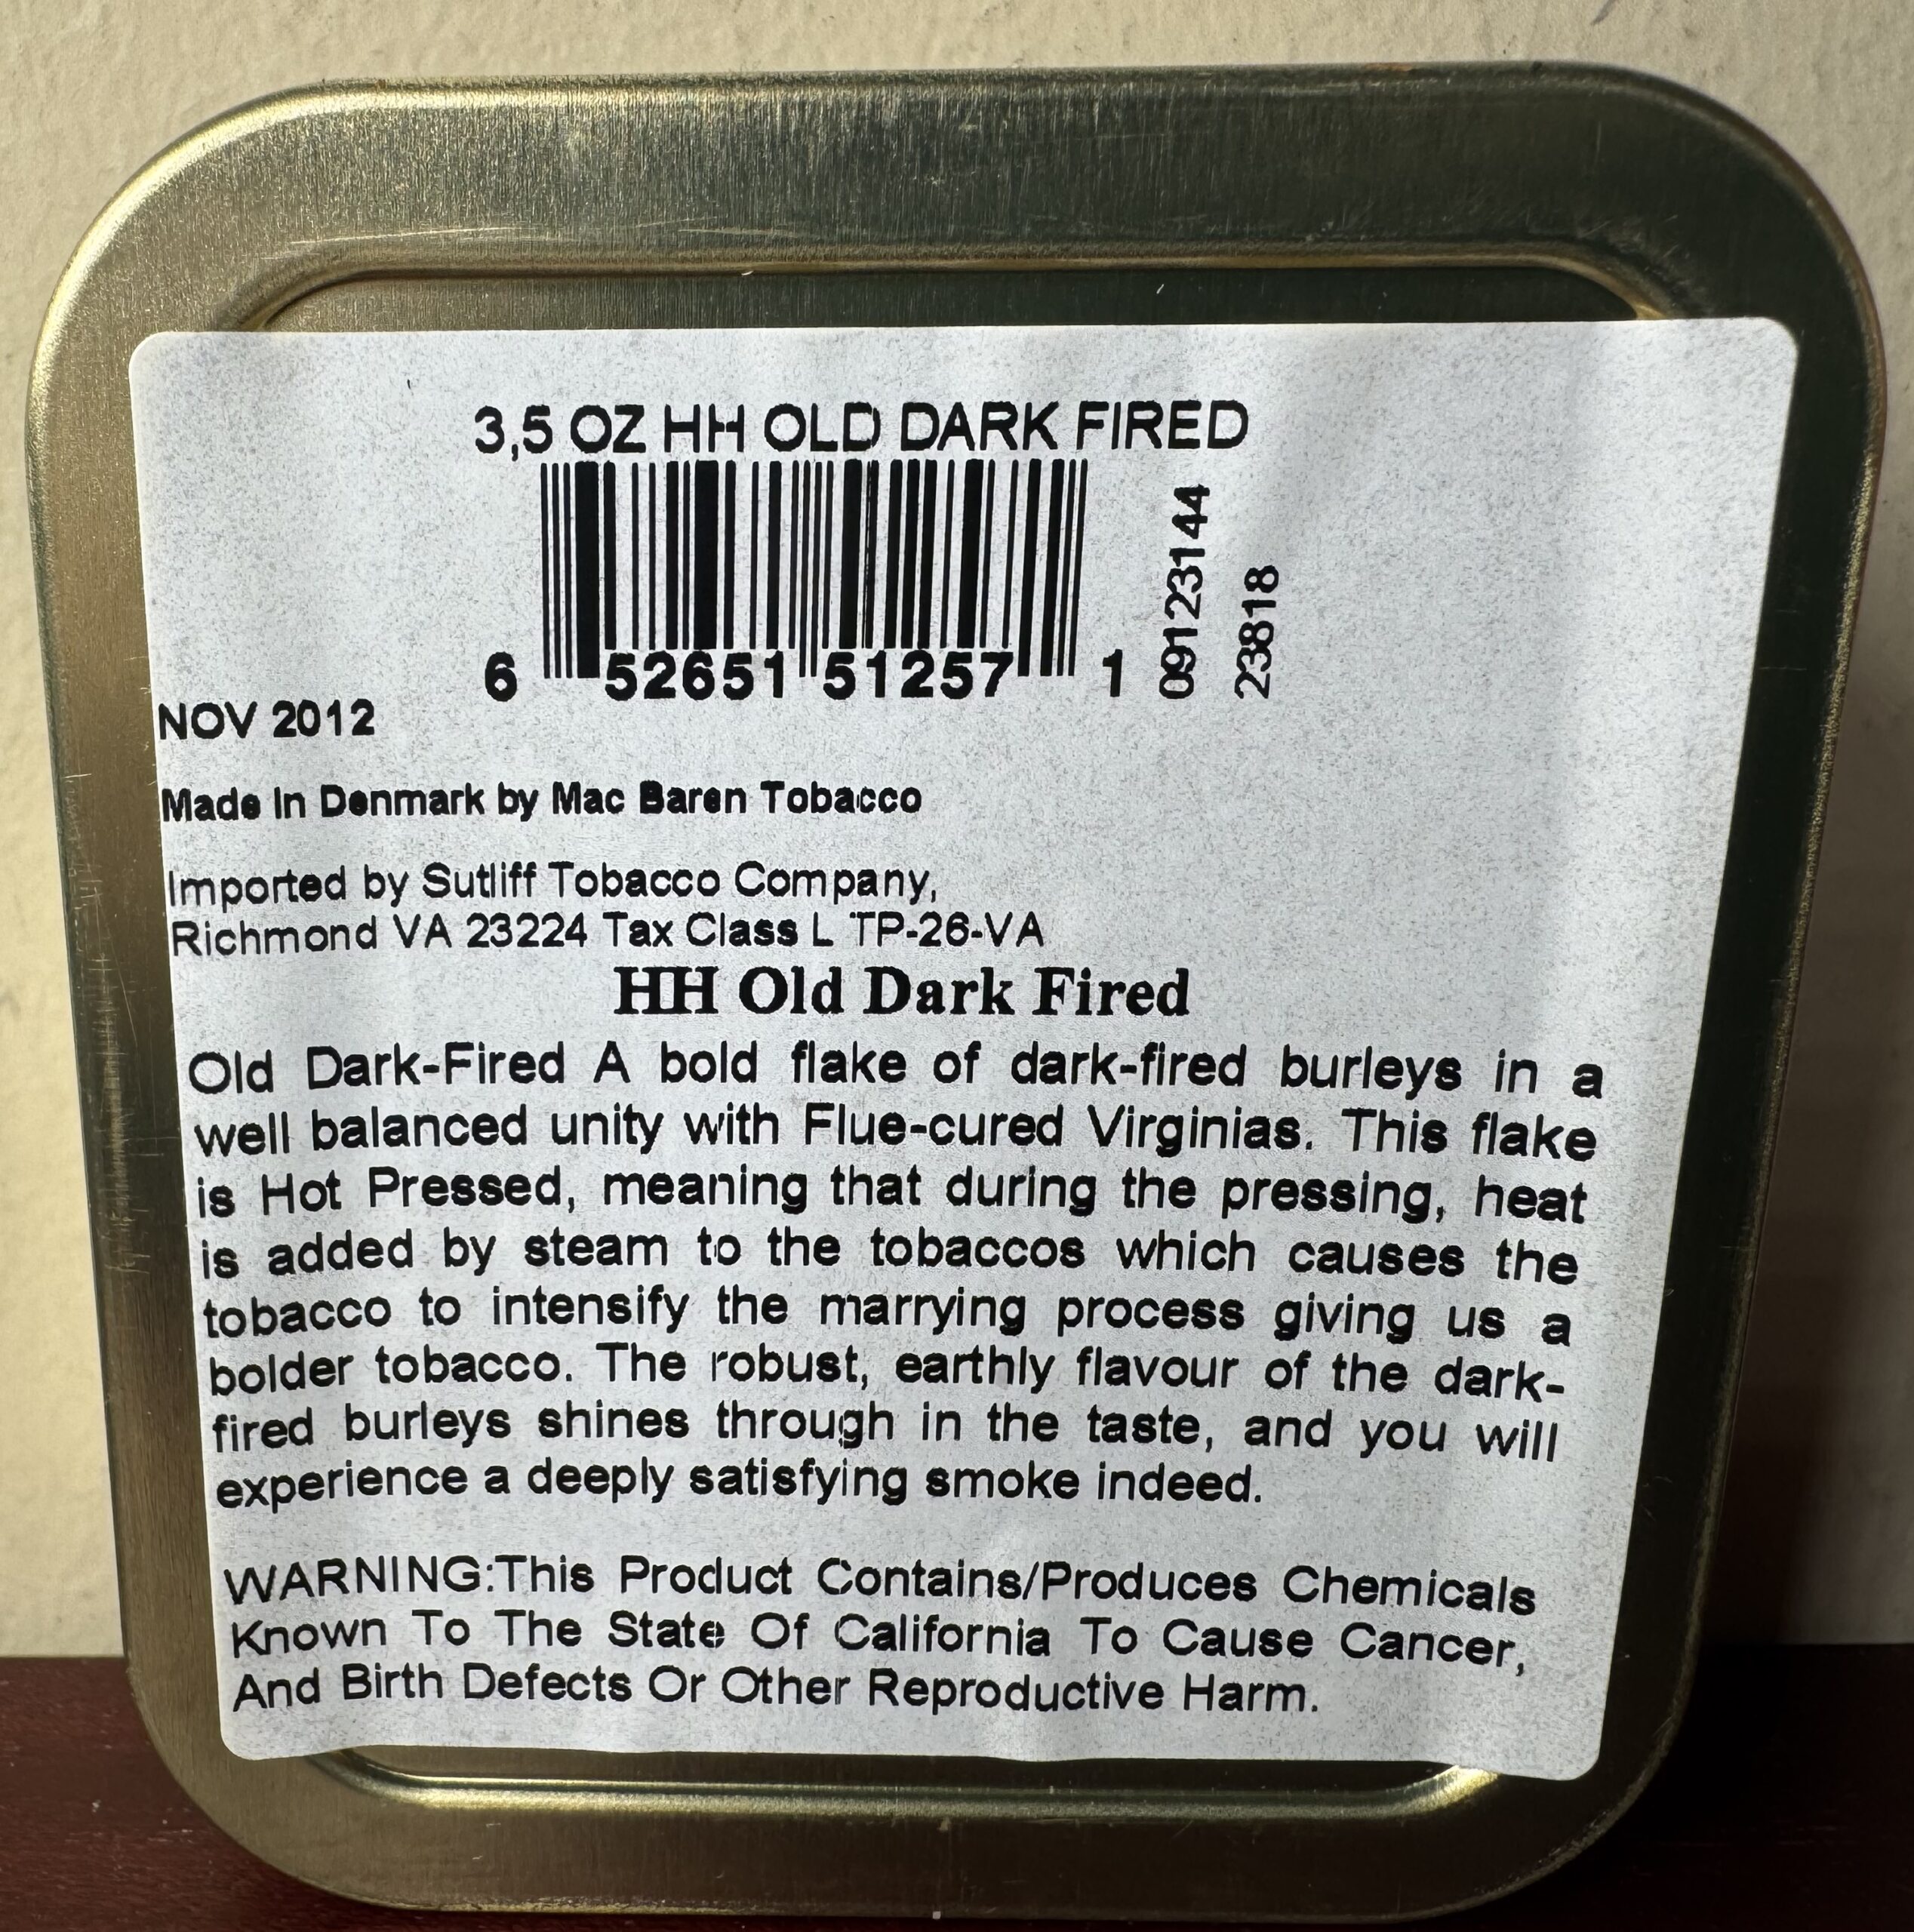 3,5 OZ HH OLD DARK FIRED
6 52651 51257 1
09123144
23818
NOV 2012
Made In Denmark by Mac Baren Tobacco
Imported by Sutliff Tobacco Company,
Richmond VA 23224 Tax Class L TP-26-VA
HH Old Dark Fired
Old Dark-Fired A bold flake of dark-fired burleys in a
well balanced unity with Flue-cured Virginias. This flake
is Hot Pressed, meaning that during the pressing, heat
is added by steam to the tobaccos which causes the
tobacco to intensify the marrying process giving us a
bolder tobacco. The robust, earthly flavour of the dark-
fired burleys shines through in the taste, and you will
experience a deeply satisfying smoke indeed.
WARNING:This Product Contains/Produces Chemicals
Known To The State Of California To Cause Cancer,
And Birth Defects Or Other Reproductive Harm.